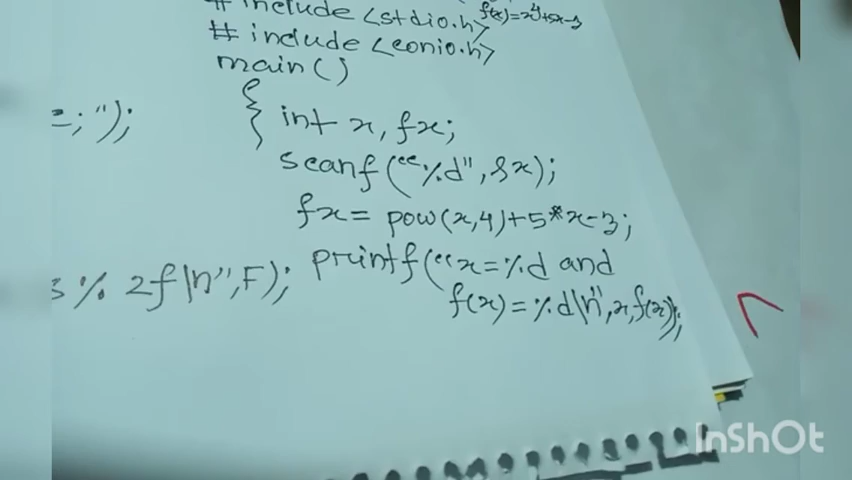 # include <stdio.h> f(x)=x⁴+5x-3
# include <conio.h>
main()
{ int x, fx;
=;");
scanf ("%d", &x);
fx = pow(x,4)+5*x-3;
printf("x=%d and
3 % 2f\n", F);
f(x)=%d\n", x, f(x));
InShOt